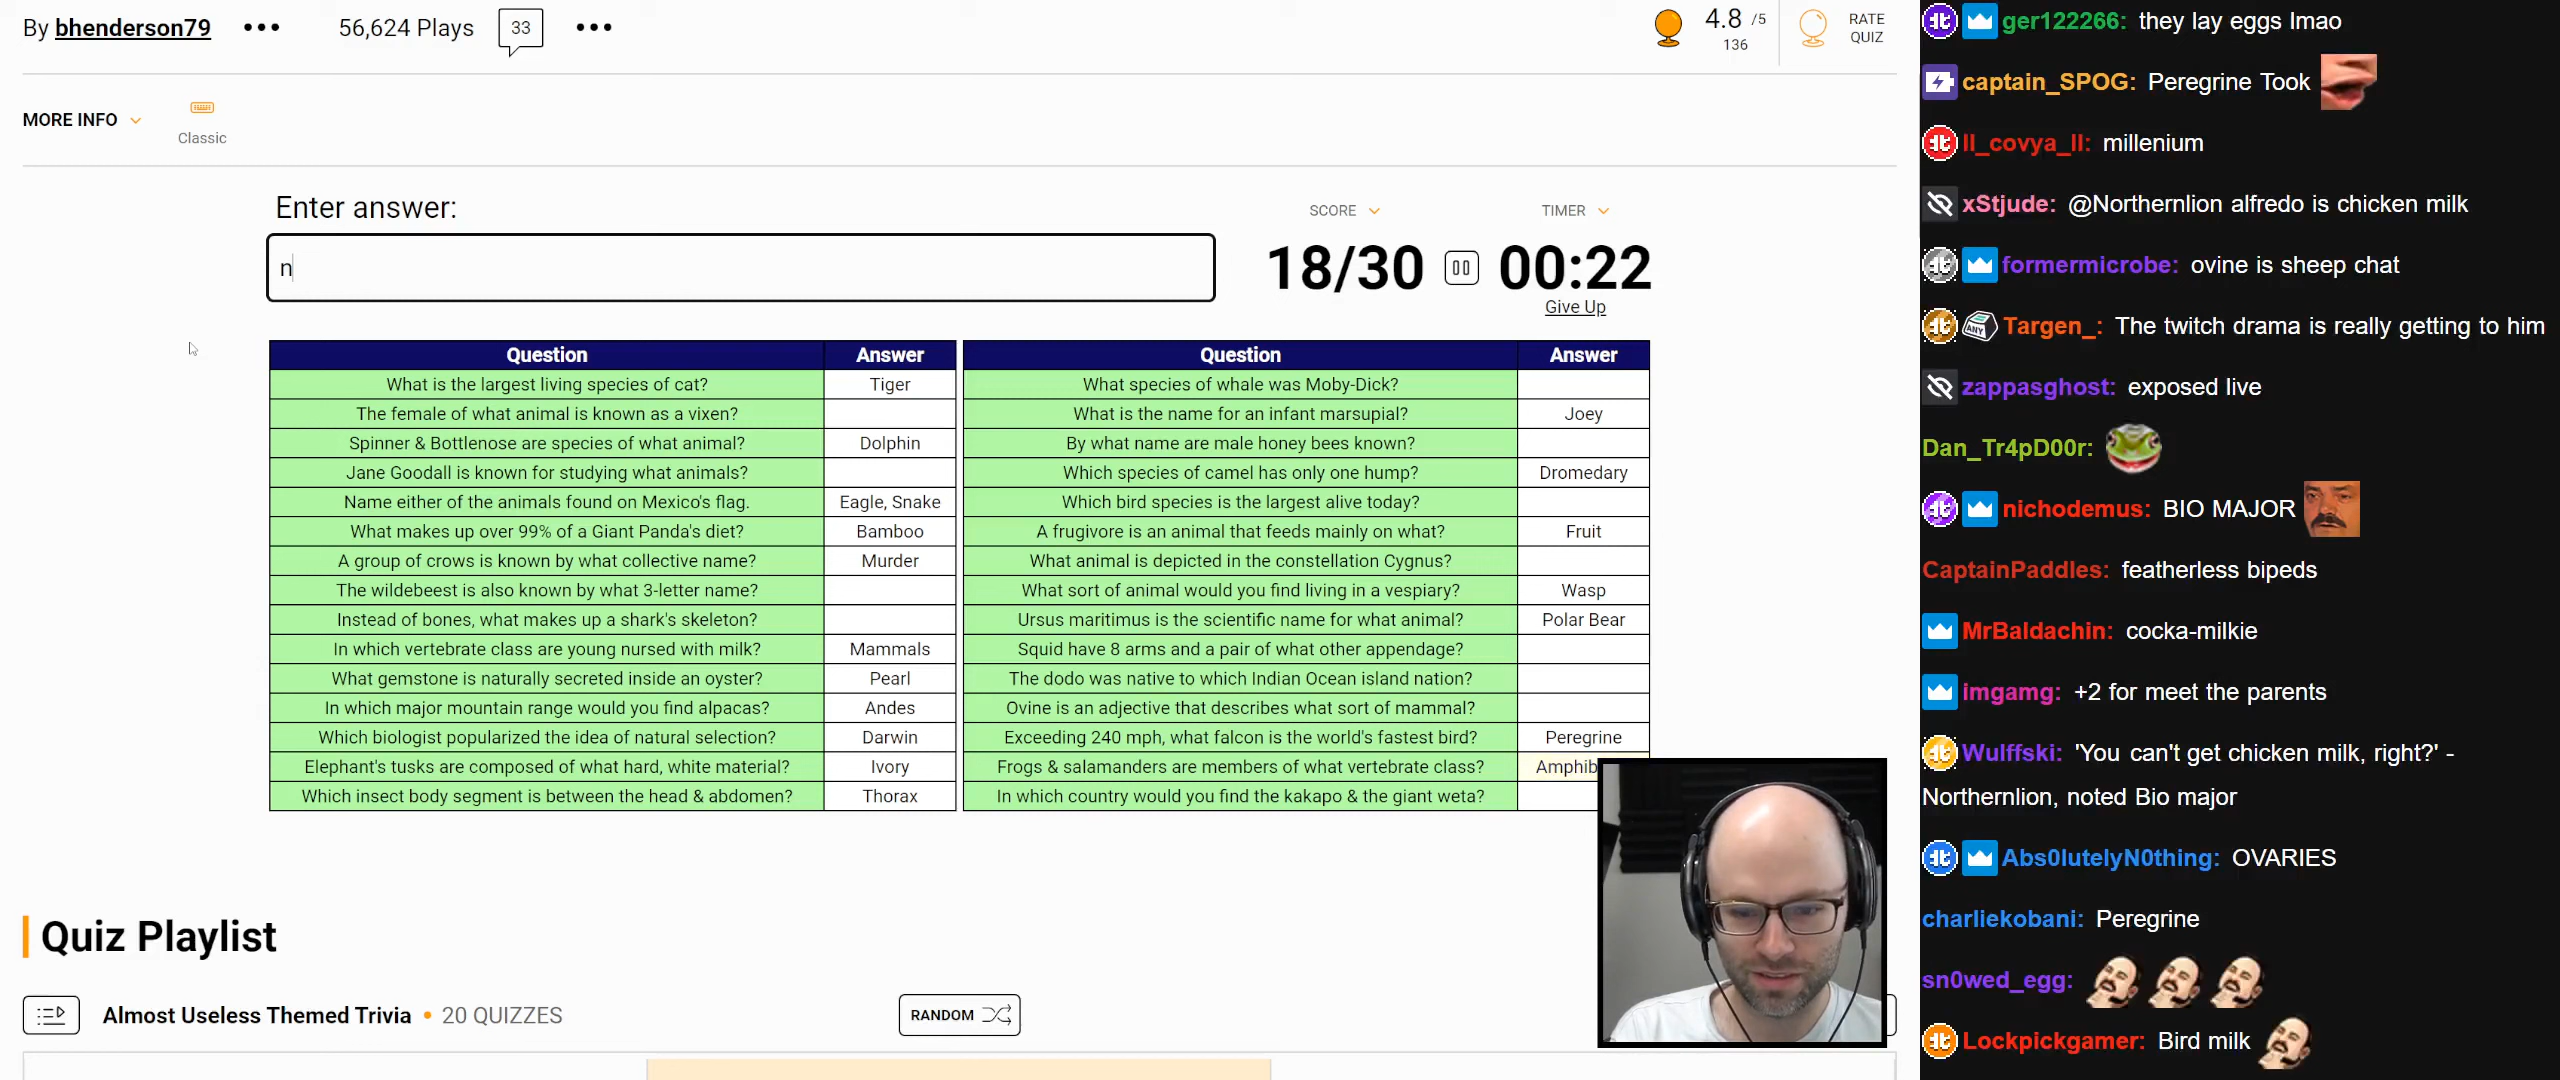 By bhenderson79 ••• 56,624 Plays 33 •••
4.8 /5
136
RATE
QUIZ
MORE INFO
Classic
Enter answer:
n
SCORE
TIMER
18/30
00:22
Give Up
Question Answer
What is the largest living species of cat? Tiger
The female of what animal is known as a vixen?
Spinner & Bottlenose are species of what animal? Dolphin
Jane Goodall is known for studying what animals?
Name either of the animals found on Mexico's flag. Eagle, Snake
What makes up over 99% of a Giant Panda's diet? Bamboo
A group of crows is known by what collective name? Murder
The wildebeest is also known by what 3-letter name?
Instead of bones, what makes up a shark's skeleton?
In which vertebrate class are young nursed with milk? Mammals
What gemstone is naturally secreted inside an oyster? Pearl
In which major mountain range would you find alpacas? Andes
Which biologist popularized the idea of natural selection? Darwin
Elephant's tusks are composed of what hard, white material? Ivory
Which insect body segment is between the head & abdomen? Thorax
Question Answer
What species of whale was Moby-Dick?
What is the name for an infant marsupial? Joey
By what name are male honey bees known?
Which species of camel has only one hump? Dromedary
Which bird species is the largest alive today?
A frugivore is an animal that feeds mainly on what? Fruit
What animal is depicted in the constellation Cygnus?
What sort of animal would you find living in a vespiary? Wasp
Ursus maritimus is the scientific name for what animal? Polar Bear
Squid have 8 arms and a pair of what other appendage?
The dodo was native to which Indian Ocean island nation?
Ovine is an adjective that describes what sort of mammal?
Exceeding 240 mph, what falcon is the world's fastest bird? Peregrine
Frogs & salamanders are members of what vertebrate class? Amphib
In which country would you find the kakapo & the giant weta?
Quiz Playlist
Almost Useless Themed Trivia • 20 QUIZZES
RANDOM
ger122266: they lay eggs lmao
captain_SPOG: Peregrine Took
ll_covya_ll: millenium
xStjude: @Northernlion alfredo is chicken milk
formermicrobe: ovine is sheep chat
ANY
Targen_: The twitch drama is really getting to him
zappasghost: exposed live
Dan_Tr4pD00r:
nichodemus: BIO MAJOR
CaptainPaddles: featherless bipeds
MrBaldachin: cocka-milkie
imgamg: +2 for meet the parents
Wulffski: 'You can't get chicken milk, right?' -
Northernlion, noted Bio major
Abs0lutelyN0thing: OVARIES
charliekobani: Peregrine
sn0wed_egg:
Lockpickgamer: Bird milk